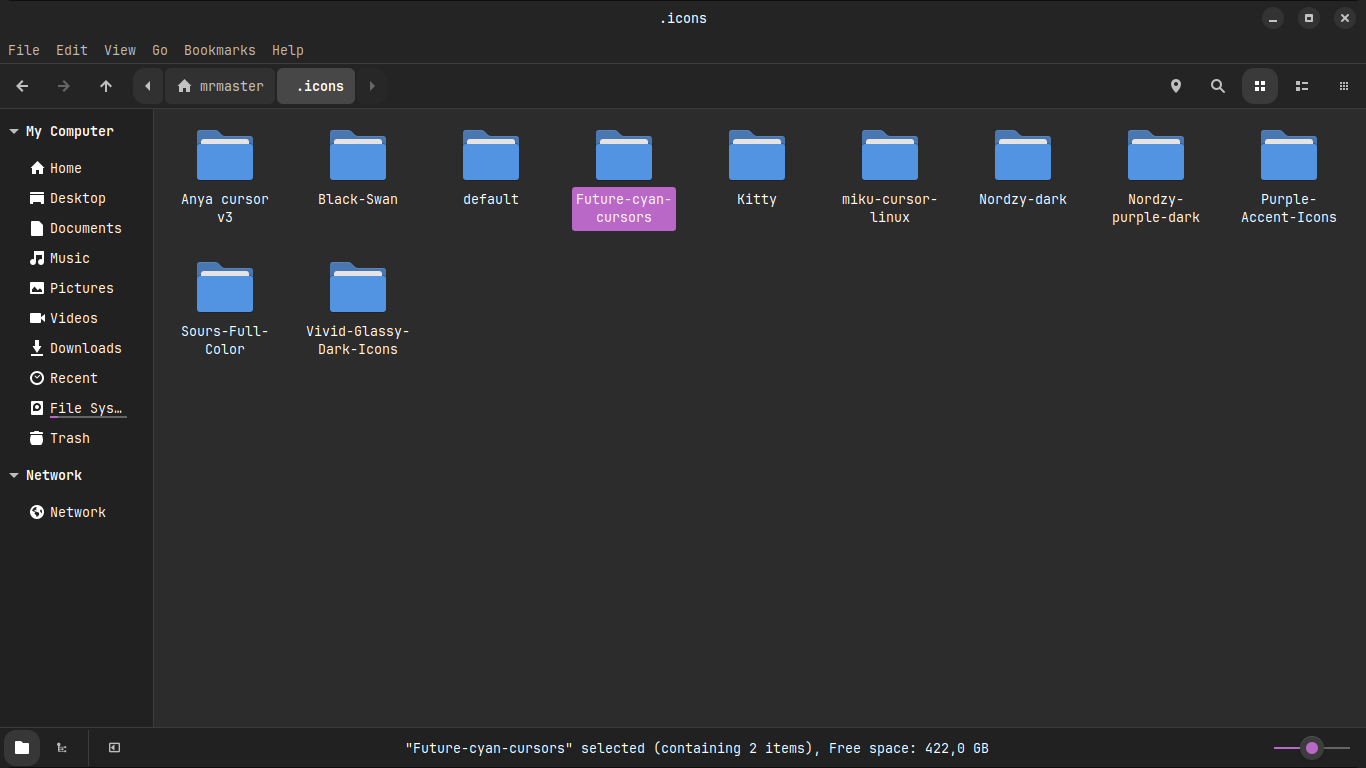 .icons
File Edit View Go Bookmarks Help
mrmaster .icons
My Computer
Home
Desktop
Documents
Music
Pictures
Videos
Downloads
Recent
File Sys…
Trash
Network
Network
Anya cursor
v3
Black-Swan
default
Future-cyan-
cursors
Kitty
miku-cursor-
linux
Nordzy-dark
Nordzy-
purple-dark
Purple-
Accent-Icons
Sours-Full-
Color
Vivid-Glassy-
Dark-Icons
"Future-cyan-cursors" selected (containing 2 items), Free space: 422,0 GB